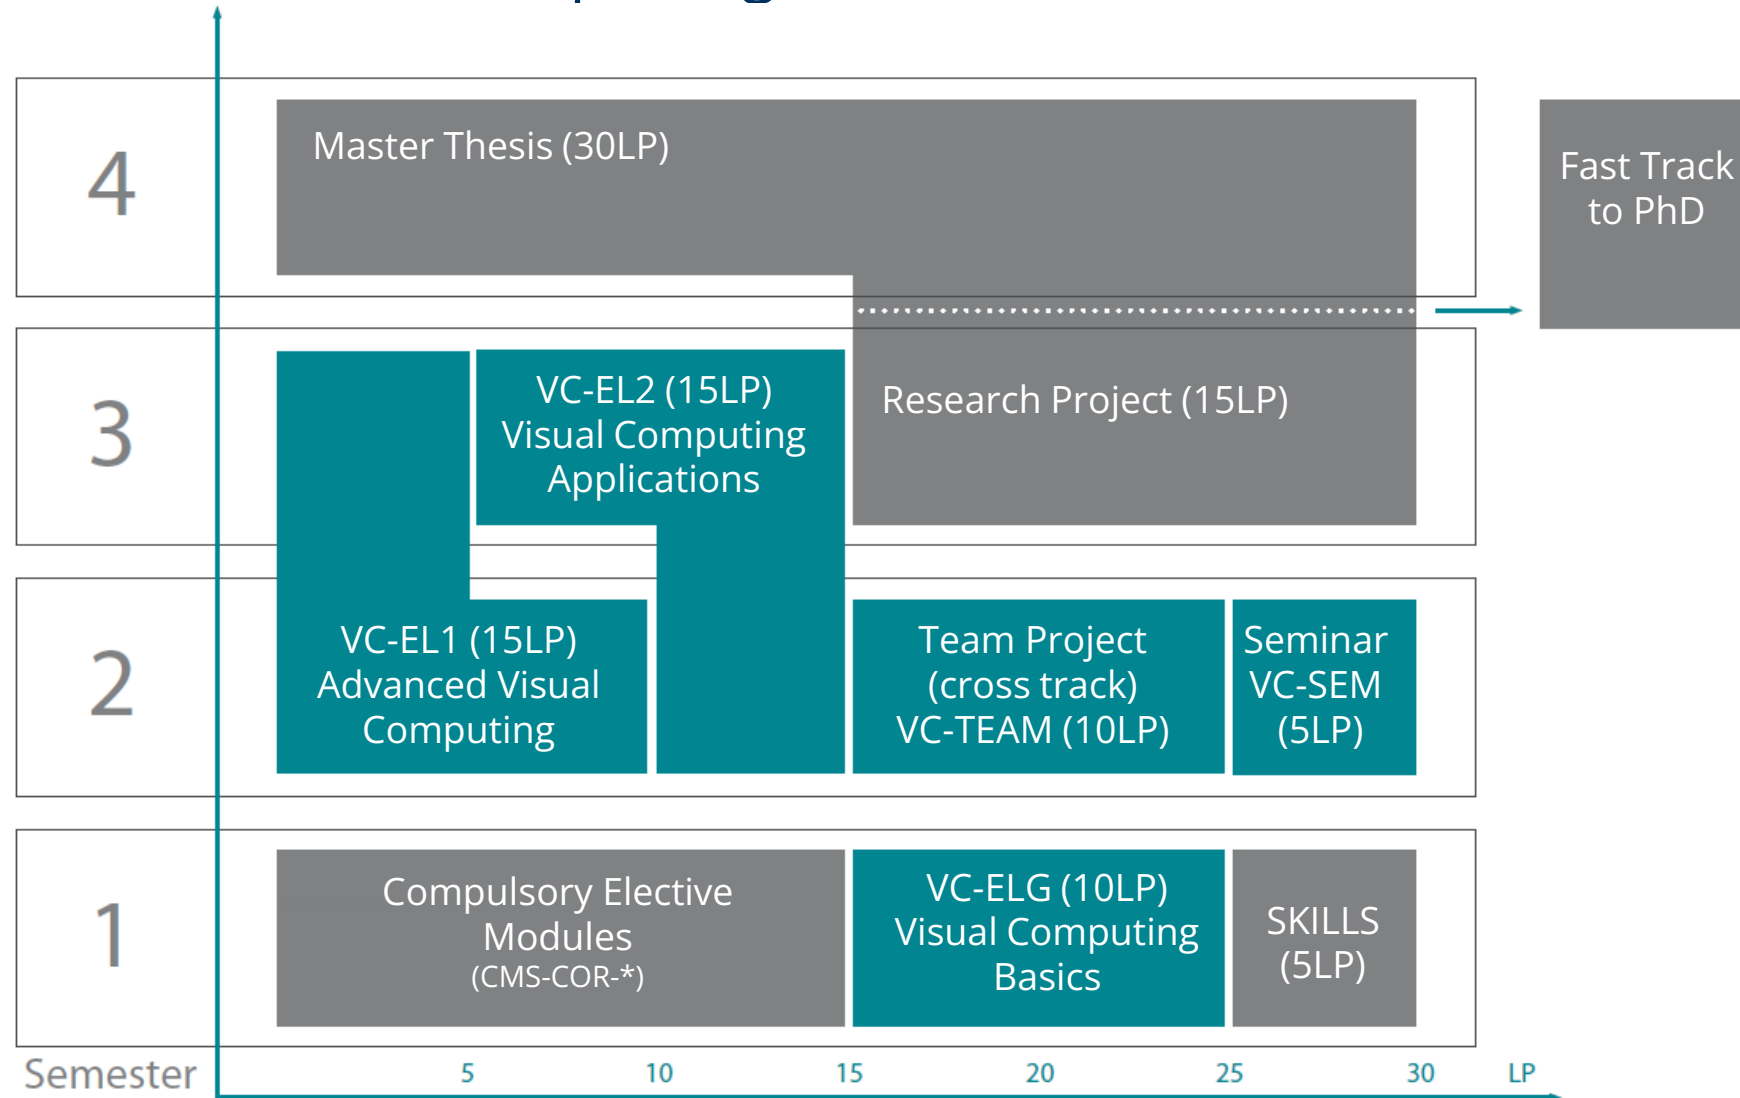 4
Master Thesis (30LP)
Fast Track
to PhD
3
VC-EL2 (15LP)
Visual Computing
Applications
Research Project (15LP)
2
VC-EL1 (15LP)
Advanced Visual
Computing
Team Project
(cross track)
VC-TEAM (10LP)
Seminar
VC-SEM
(5LP)
1
Compulsory Elective
Modules
(CMS-COR-*)
VC-ELG (10LP)
Visual Computing
Basics
SKILLS
(5LP)
Semester 5 10 15 20 25 30 LP